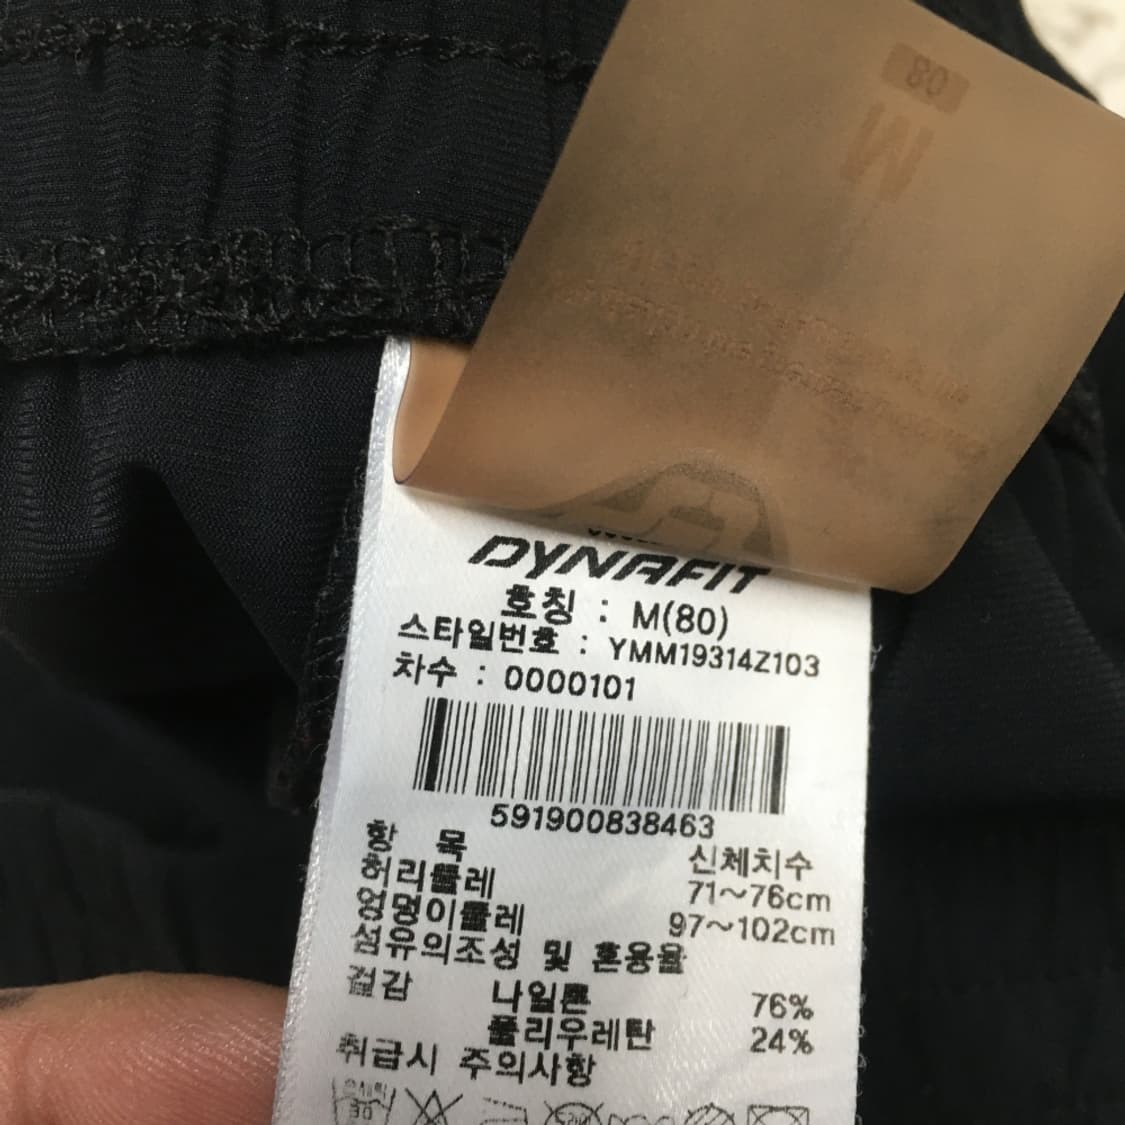 08
M
DYNAFIT
호칭 : M(80)
스타일번호 : YMM19314Z103
차수 : 0000101
591900838463
항 목 신체치수
허리둘레 71~76cm
엉덩이둘레 97~102cm
섬유의조성 및 혼용율
겉감 나일론 76%
폴리우레탄 24%
취급시 주의사항
30